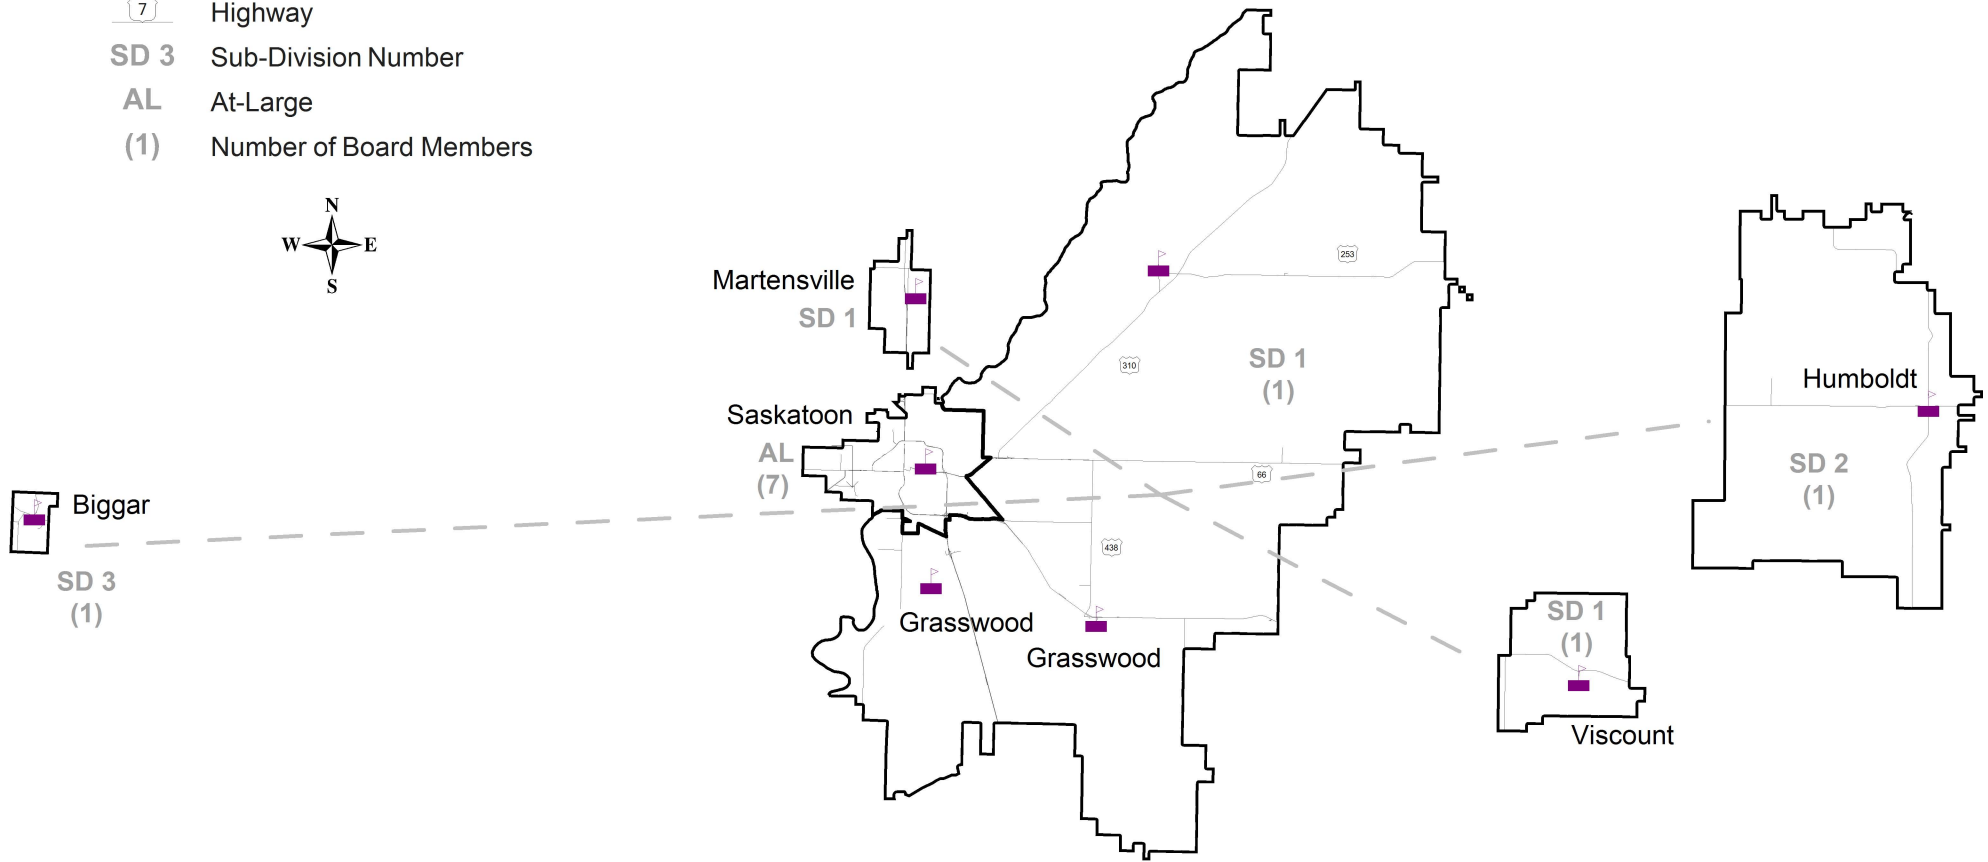 7 Highway
SD 3 Sub-Division Number
AL At-Large
(1) Number of Board Members
N
W E
S
Martensville
SD 1
Saskatoon
AL
(7)
Biggar
SD 3
(1)
253
310
SD 1
(1)
66
438
Grasswood
Grasswood
Humboldt
SD 2
(1)
SD 1
(1)
Viscount